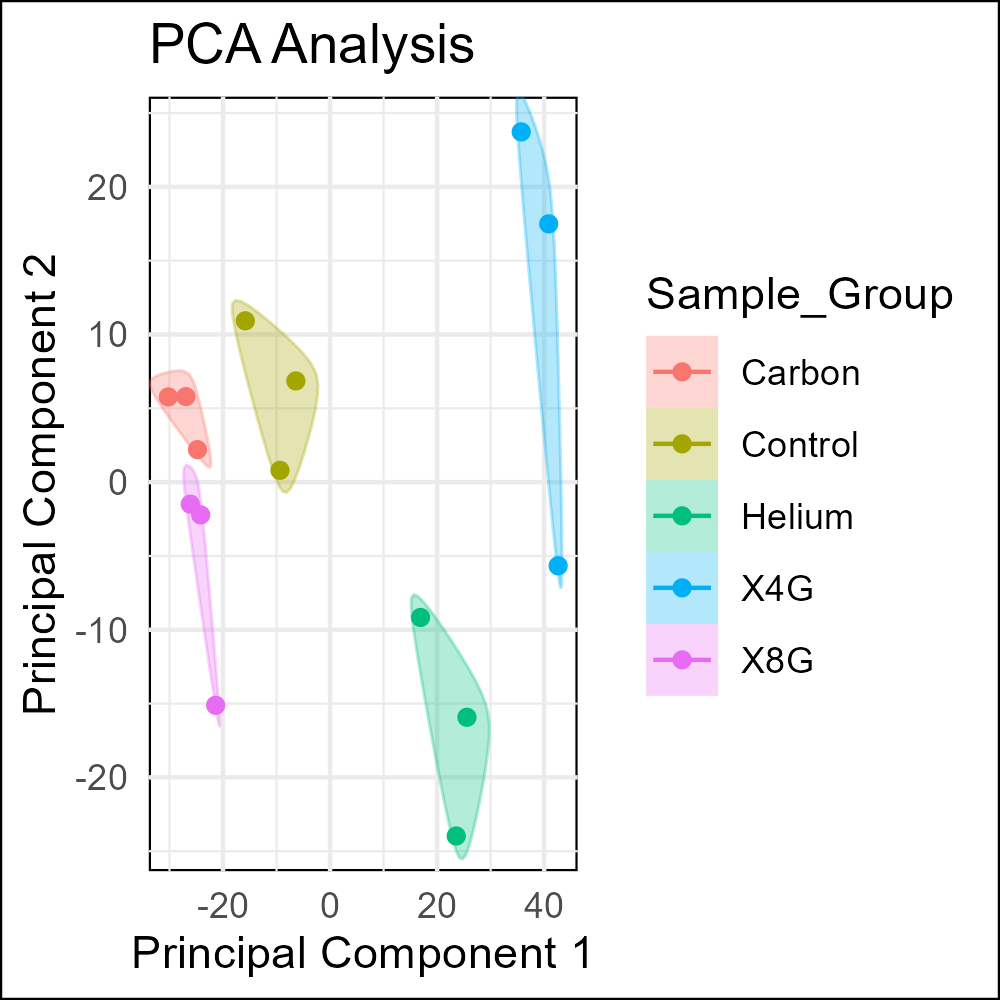 PCA Analysis
Principal Component 2
20
10
0
-10
-20
-20 0 20 40
Principal Component 1
Sample_Group
Carbon
Control
Helium
X4G
X8G